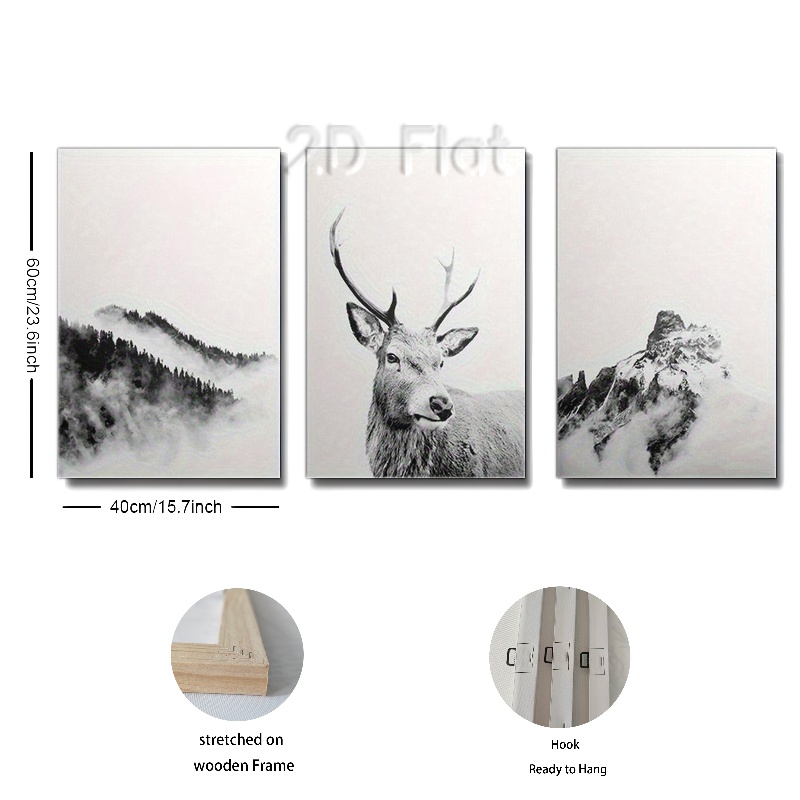 2D Flat
60cm/23.6inch
40cm/15.7inch
stretched on
wooden Frame
Hook
Ready to Hang